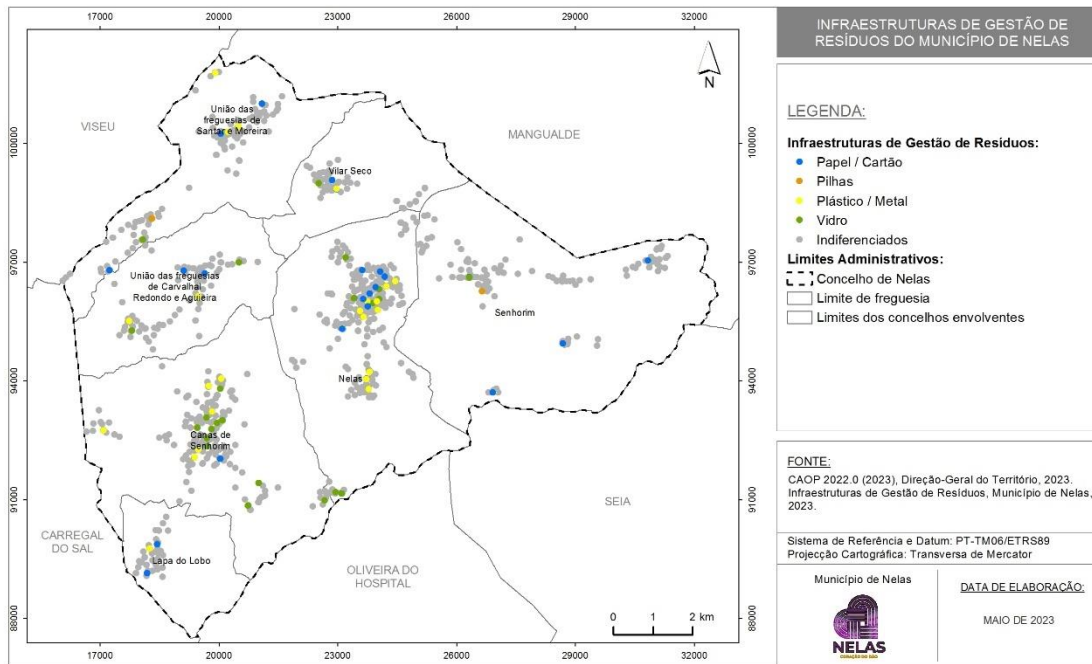 17000 20000 23000 26000 29000 32000
INFRAESTRUTURAS DE GESTÃO DE
RESÍDUOS DO MUNICÍPIO DE NELAS
N
VISEU
MANGUALDE
União das
freguesias de
Santar e Moreira
Vilar Seco
União das freguesias
de Carvalhal
Redondo e Aguieira
Senhorim
Nelas
Canas de
Senhorim
Lapa do Lobo
CARREGAL
DO SAL
OLIVEIRA DO
HOSPITAL
SEIA
100000
97000
94000
91000
88000
100000
97000
94000
91000
88000
0 1 2 km
17000 20000 23000 26000 29000 32000
LEGENDA:
Infraestruturas de Gestão de Resíduos:
Papel / Cartão
Pilhas
Plástico / Metal
Vidro
Indiferenciados
Limites Administrativos:
Concelho de Nelas
Limite de freguesia
Limites dos concelhos envolventes
FONTE:
CAOP 2022.0 (2023), Direção-Geral do Território, 2023.
Infraestruturas de Gestão de Resíduos, Município de Nelas,
2023.
Sistema de Referência e Datum: PT-TM06/ETRS89
Projecção Cartográfica: Transversa de Mercator
Município de Nelas
NELAS
CORAÇÃO DO DÃO
DATA DE ELABORAÇÃO:
MAIO DE 2023